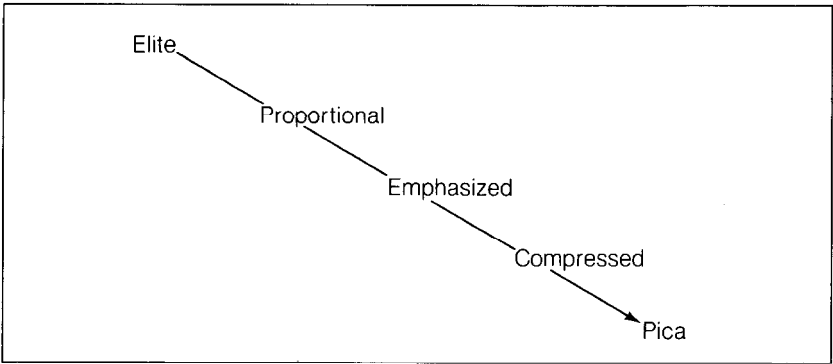 Elite
Proportional
Emphasized
Compressed
Pica